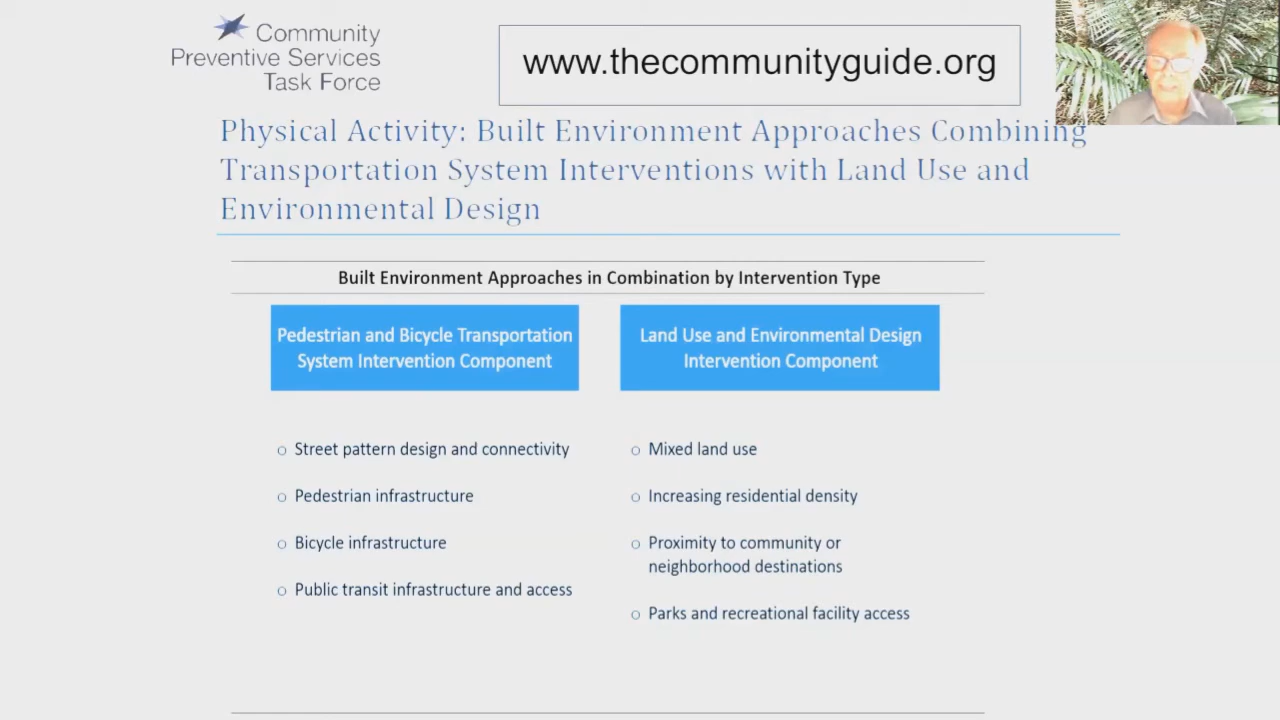 Community
Preventive Services
Task Force
www.thecommunityguide.org
Physical Activity: Built Environment Approaches Combining
Transportation System Interventions with Land Use and
Environmental Design
Built Environment Approaches in Combination by Intervention Type
Pedestrian and Bicycle Transportation
System Intervention Component
○ Street pattern design and connectivity
○ Pedestrian infrastructure
○ Bicycle infrastructure
○ Public transit infrastructure and access
Land Use and Environmental Design
Intervention Component
○ Mixed land use
○ Increasing residential density
○ Proximity to community or
neighborhood destinations
○ Parks and recreational facility access